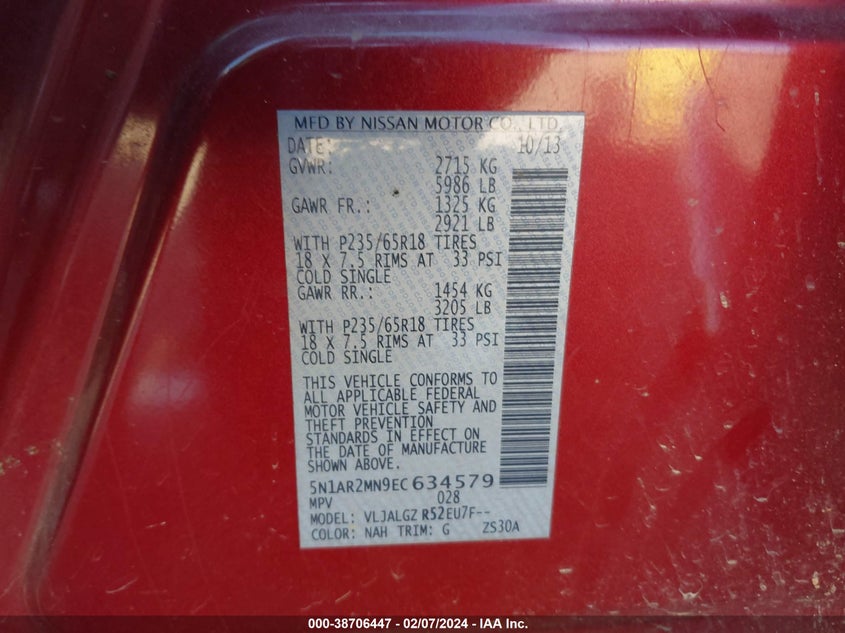 MFD BY NISSAN MOTOR CO., LTD.
DATE: 10/13
GVWR: 2715 KG
5986 LB
GAWR FR.: 1325 KG
2921 LB
WITH P235/65R18 TIRES
18 X 7.5 RIMS AT 33 PSI
COLD SINGLE
GAWR RR.: 1454 KG
3205 LB
WITH P235/65R18 TIRES
18 X 7.5 RIMS AT 33 PSI
COLD SINGLE
THIS VEHICLE CONFORMS TO
ALL APPLICABLE FEDERAL
MOTOR VEHICLE SAFETY AND
THEFT PREVENTION
STANDARDS IN EFFECT ON
THE DATE OF MANUFACTURE
SHOWN ABOVE.
5N1AR2MN9EC634579
MPV 028
MODEL: VLJALGZ R52EU7F--
COLOR: NAH TRIM: G ZS30A
000-38706447 - 02/07/2024 - IAA Inc.